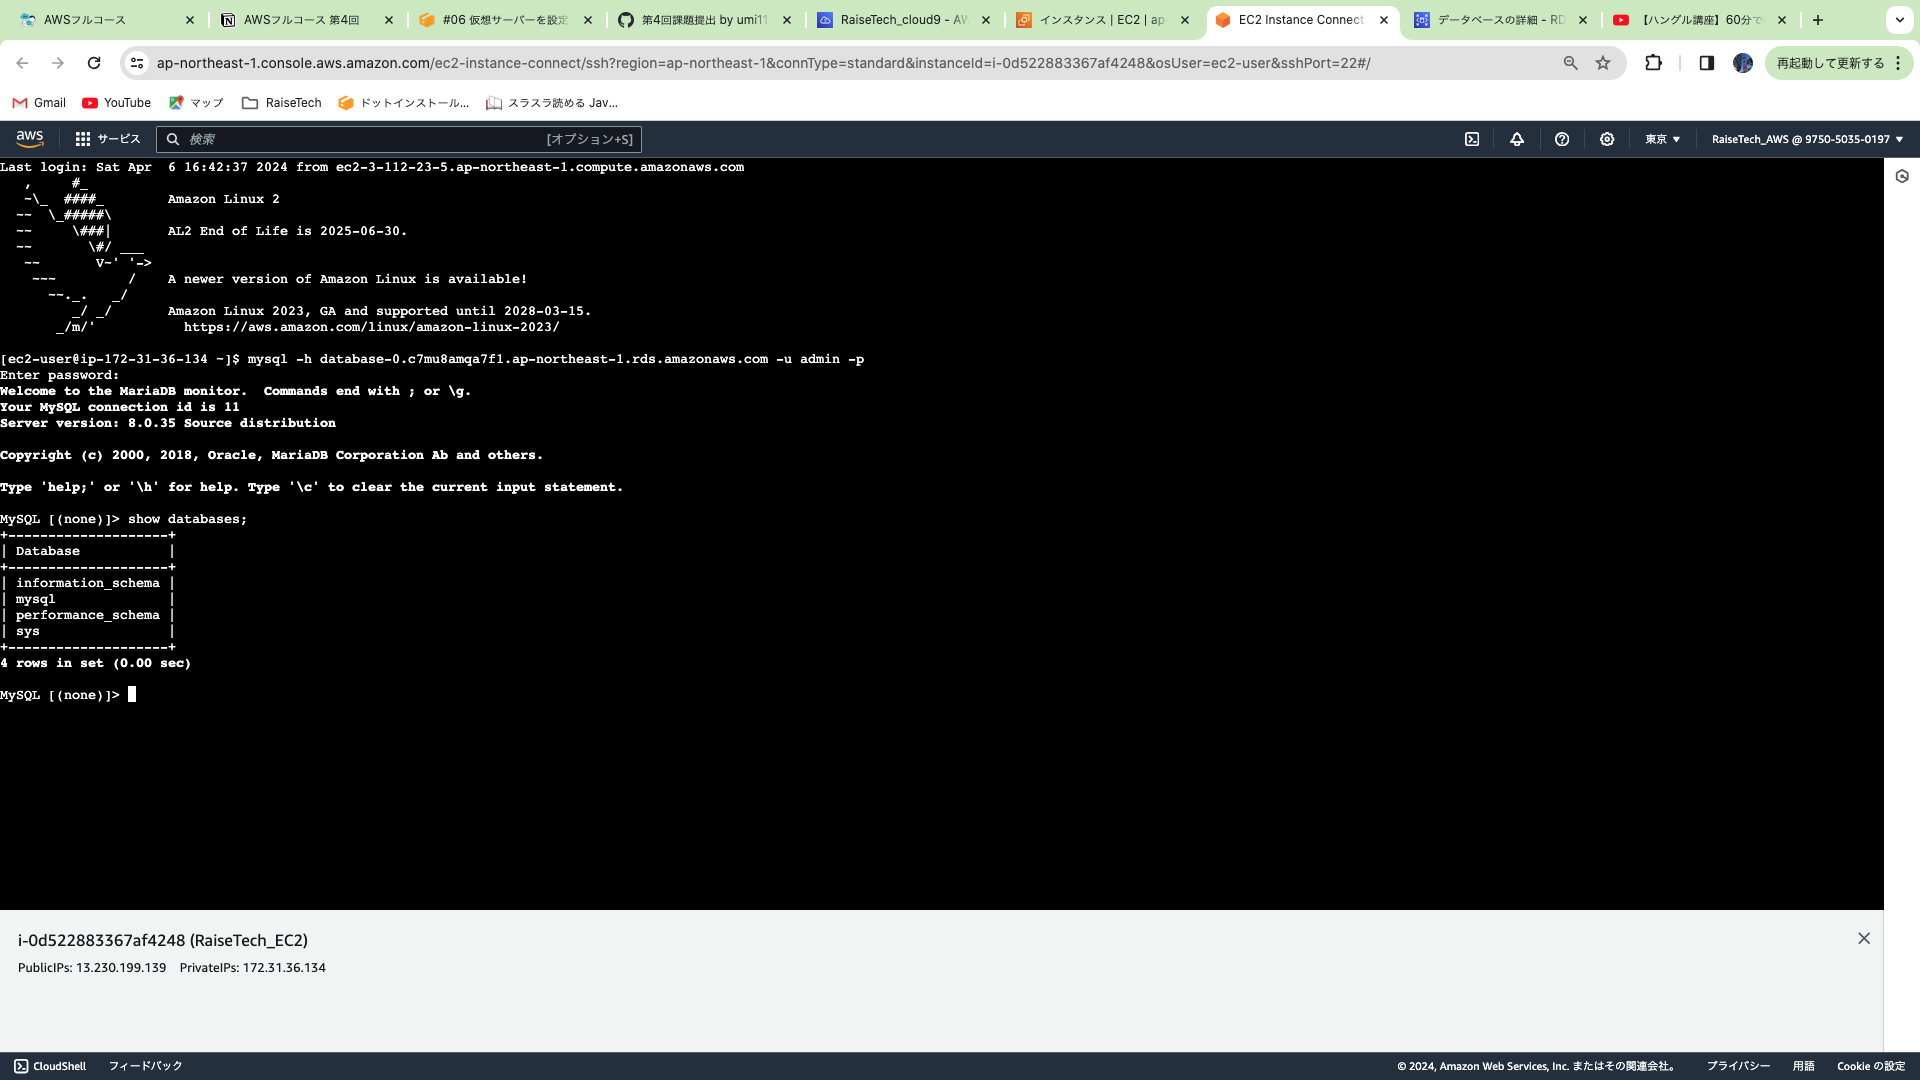 AWSフルコース
AWSフルコース 第4回
#06 仮想サーバーを設定
第4回課題提出 by umi11
RaiseTech_cloud9 - AW
インスタンス | EC2 | ap-
EC2 Instance Connect
データベースの詳細 - RD
【ハングル講座】60分で
ap-northeast-1.console.aws.amazon.com/ec2-instance-connect/ssh?region=ap-northeast-1&connType=standard&instanceId=i-0d522883367af4248&osUser=ec2-user&sshPort=22#/
再起動して更新する
Gmail
YouTube
マップ
RaiseTech
ドットインストール...
スラスラ読める Jav...
aws
サービス
検索
[オプション+S]
東京
RaiseTech_AWS @ 9750-5035-0197
Last login: Sat Apr  6 16:42:37 2024 from ec2-3-112-23-5.ap-northeast-1.compute.amazonaws.com
   ,     #_
   ~\_  ####_        Amazon Linux 2
  ~~  \_#####\
  ~~     \###|       AL2 End of Life is 2025-06-30.
  ~~       \#/ ___
   ~~       V~' '->
    ~~~         /    A newer version of Amazon Linux is available!
      ~~._.   _/
         _/ _/       Amazon Linux 2023, GA and supported until 2028-03-15.
       _/m/'           https://aws.amazon.com/linux/amazon-linux-2023/
[ec2-user@ip-172-31-36-134 ~]$ mysql -h database-0.c7mu8amqa7f1.ap-northeast-1.rds.amazonaws.com -u admin -p
Enter password:
Welcome to the MariaDB monitor.  Commands end with ; or \g.
Your MySQL connection id is 11
Server version: 8.0.35 Source distribution
Copyright (c) 2000, 2018, Oracle, MariaDB Corporation Ab and others.
Type 'help;' or '\h' for help. Type '\c' to clear the current input statement.
MySQL [(none)]> show databases;
+--------------------+
| Database           |
+--------------------+
| information_schema |
| mysql              |
| performance_schema |
| sys                |
+--------------------+
4 rows in set (0.00 sec)
MySQL [(none)]>
i-0d522883367af4248 (RaiseTech_EC2)
PublicIPs: 13.230.199.139 PrivateIPs: 172.31.36.134
CloudShell
フィードバック
© 2024, Amazon Web Services, Inc. またはその関連会社。
プライバシー
用語
Cookie の設定